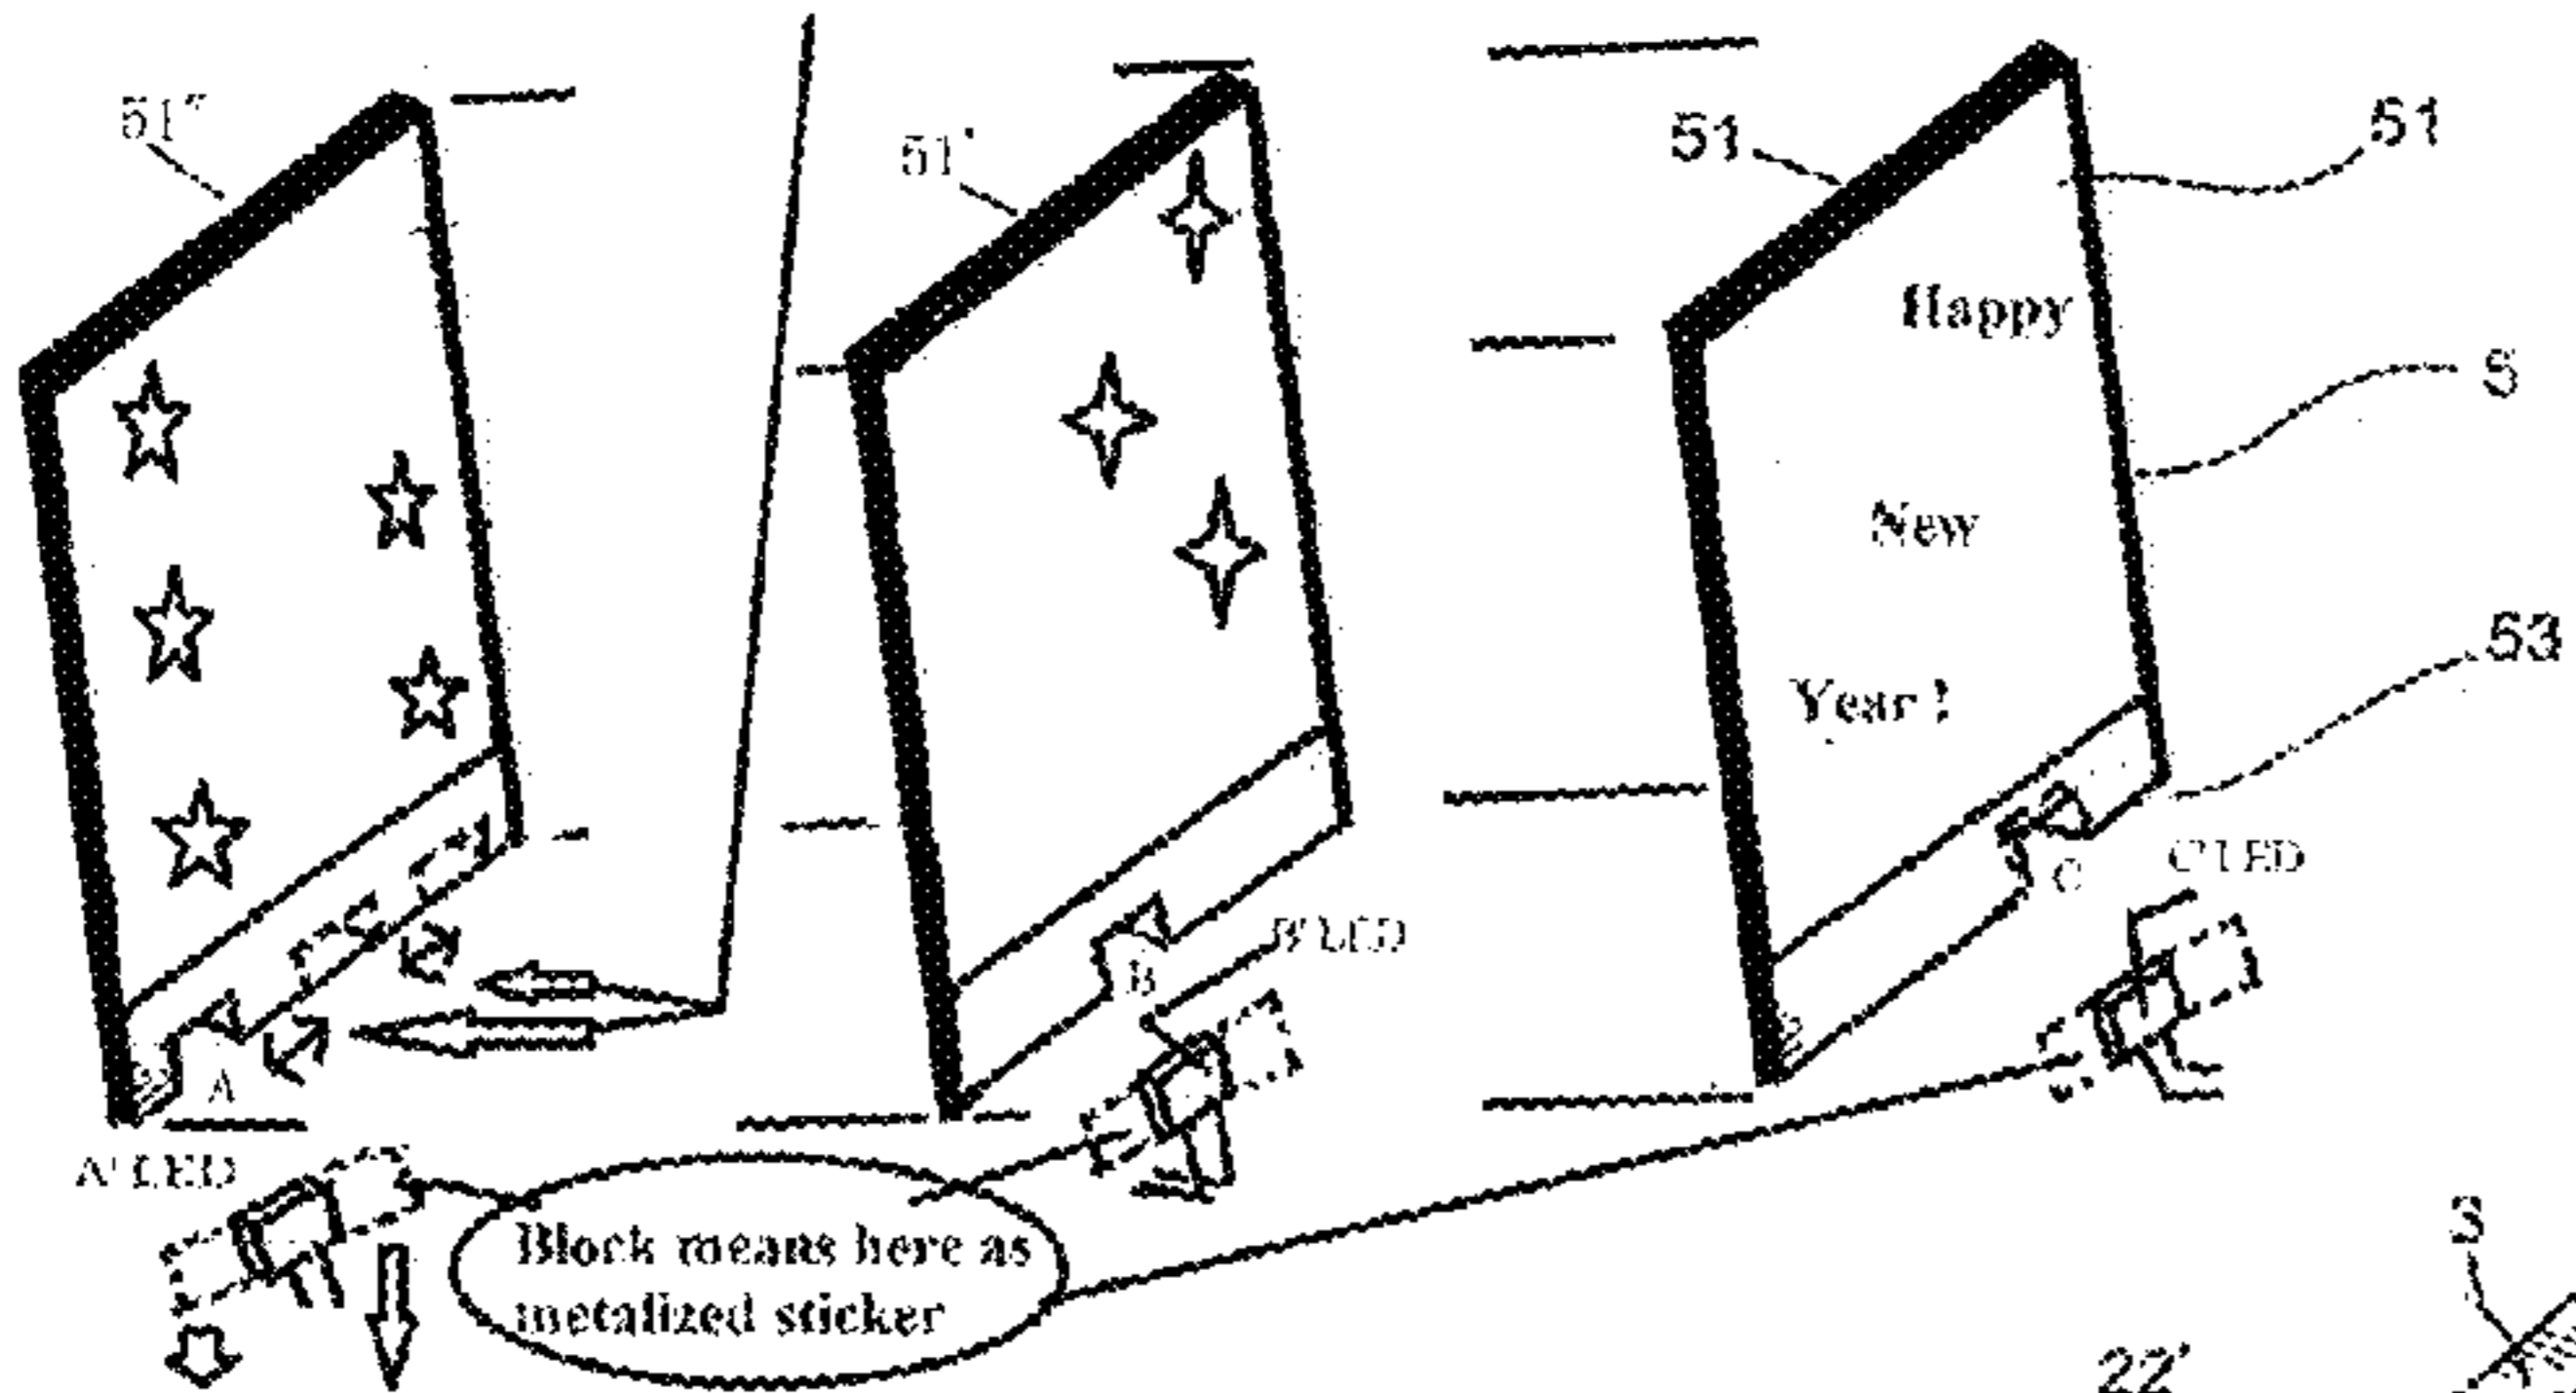 51"
51'
51
51
Happy
S
New
53
Year !
C
C' LED
B' LED
B
A
A' LED
Block means here as
metalized sticker
3
22'